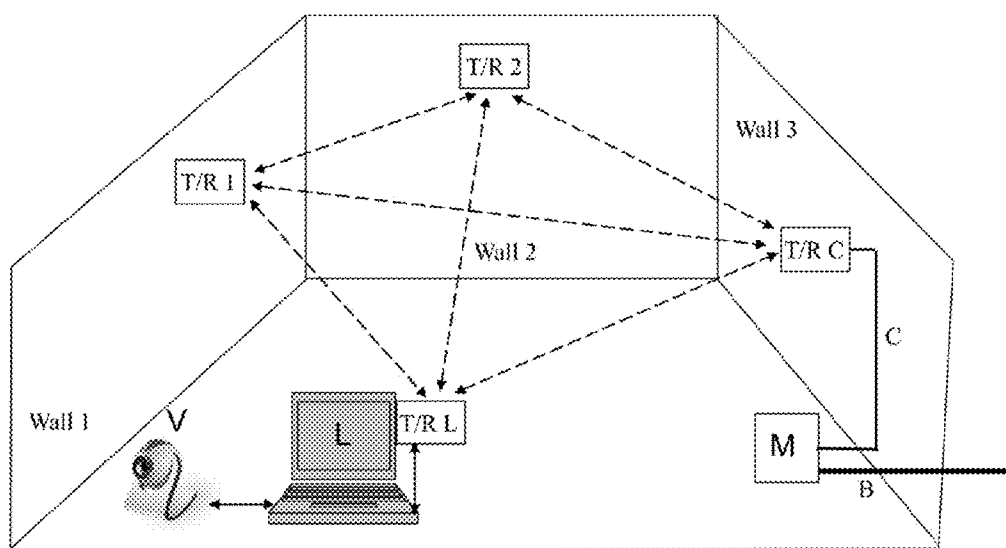 T/R 2
Wall 3
T/R 1
Wall 2
T/R C
C
Wall 1
V
L
T/R L
M
B